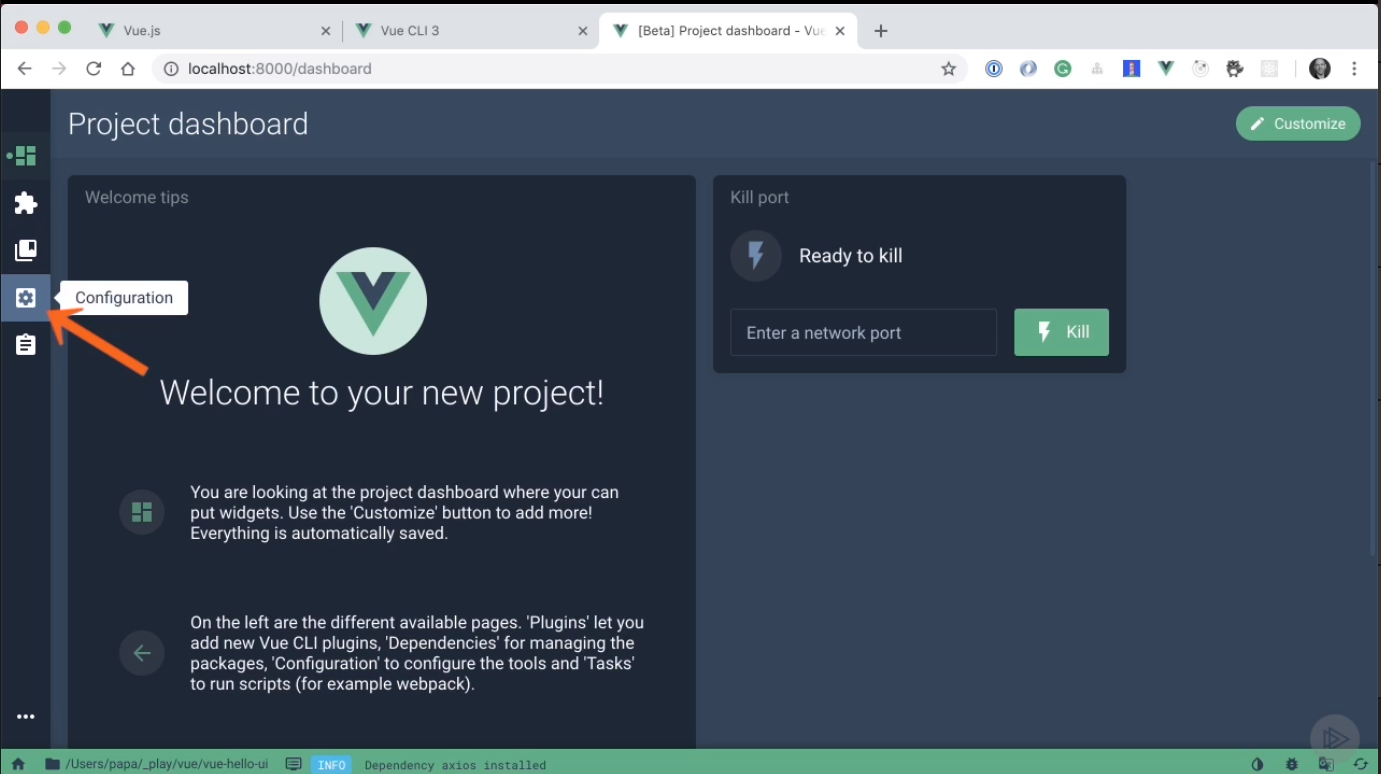 Vue.js
Vue CLI 3
[Beta] Project dashboard - Vue
localhost:8000/dashboard
Project dashboard
Customize
Welcome tips
Kill port
Ready to kill
Configuration
Enter a network port
Kill
Welcome to your new project!
You are looking at the project dashboard where your can
put widgets. Use the 'Customize' button to add more!
Everything is automatically saved.
On the left are the different available pages. 'Plugins' let you
add new Vue CLI plugins, 'Dependencies' for managing the
packages, 'Configuration' to configure the tools and 'Tasks'
to run scripts (for example webpack).
/Users/papa/_play/vue/vue-hello-ui
INFO
Dependency axios installed